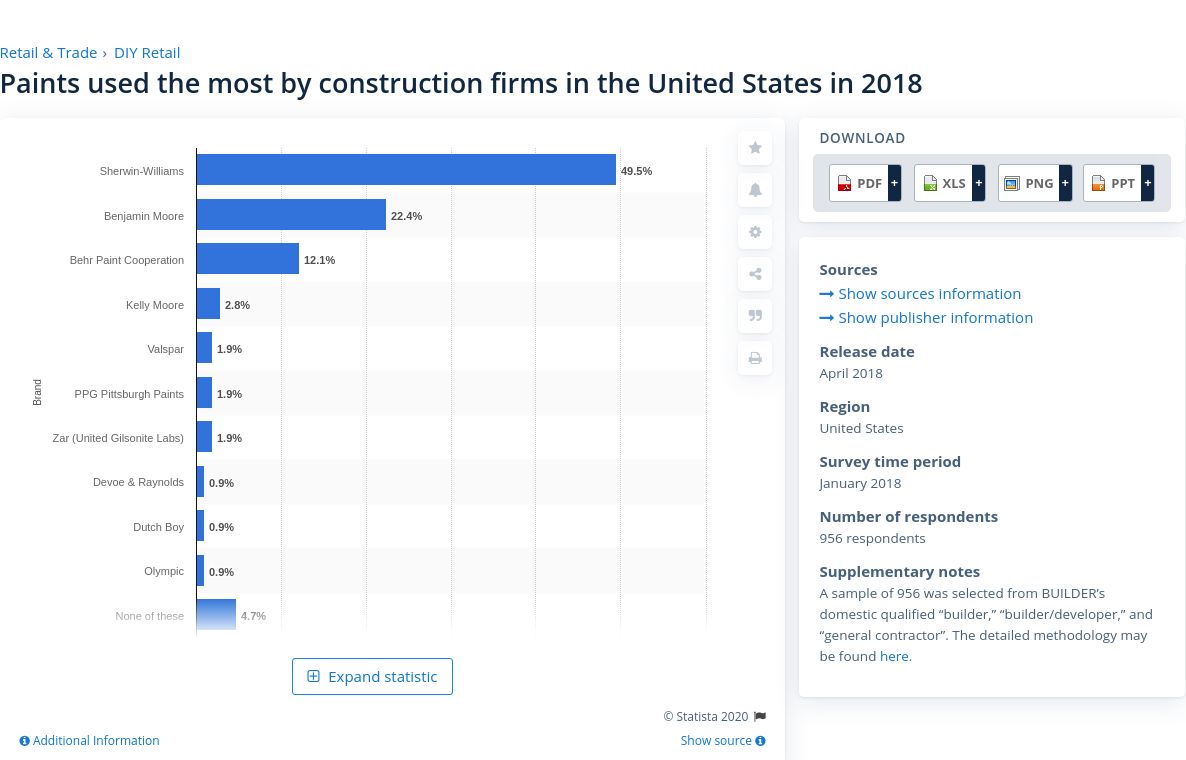 Retail & Trade › DIY Retail
Paints used the most by construction firms in the United States in 2018
Brand
Sherwin-Williams 49.5%
Benjamin Moore 22.4%
Behr Paint Cooperation 12.1%
Kelly Moore 2.8%
Valspar 1.9%
PPG Pittsburgh Paints 1.9%
Zar (United Gilsonite Labs) 1.9%
Devoe & Raynolds 0.9%
Dutch Boy 0.9%
Olympic 0.9%
None of these 4.7%
Expand statistic
© Statista 2020
Additional Information
Show source
DOWNLOAD
PDF + XLS + PNG + PPT +
Sources
Show sources information
Show publisher information
Release date
April 2018
Region
United States
Survey time period
January 2018
Number of respondents
956 respondents
Supplementary notes
A sample of 956 was selected from BUILDER’s
domestic qualified “builder,” “builder/developer,” and
“general contractor”. The detailed methodology may
be found here.